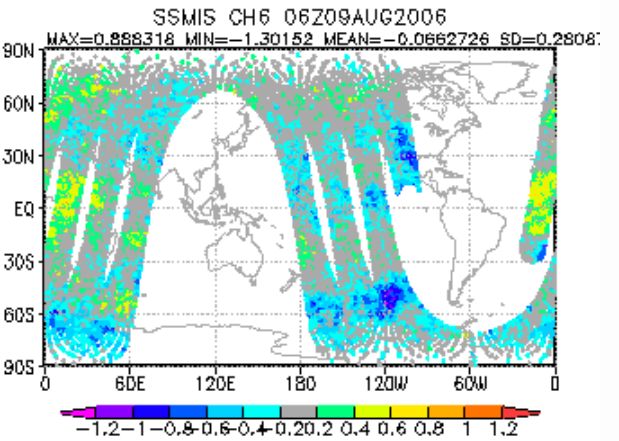 SSMIS CH6 06Z09AUG2006
MAX=0.888318 MIN=-1.30152 MEAN=-0.0662726 SD=0.2808
90N
60N
30N
EQ
30S
60S
90S
0 60E 120E 180 120W 60W 0
-1.2 -1 -0.8 -0.6 -0.4 -0.2 0.2 0.4 0.6 0.8 1 1.2